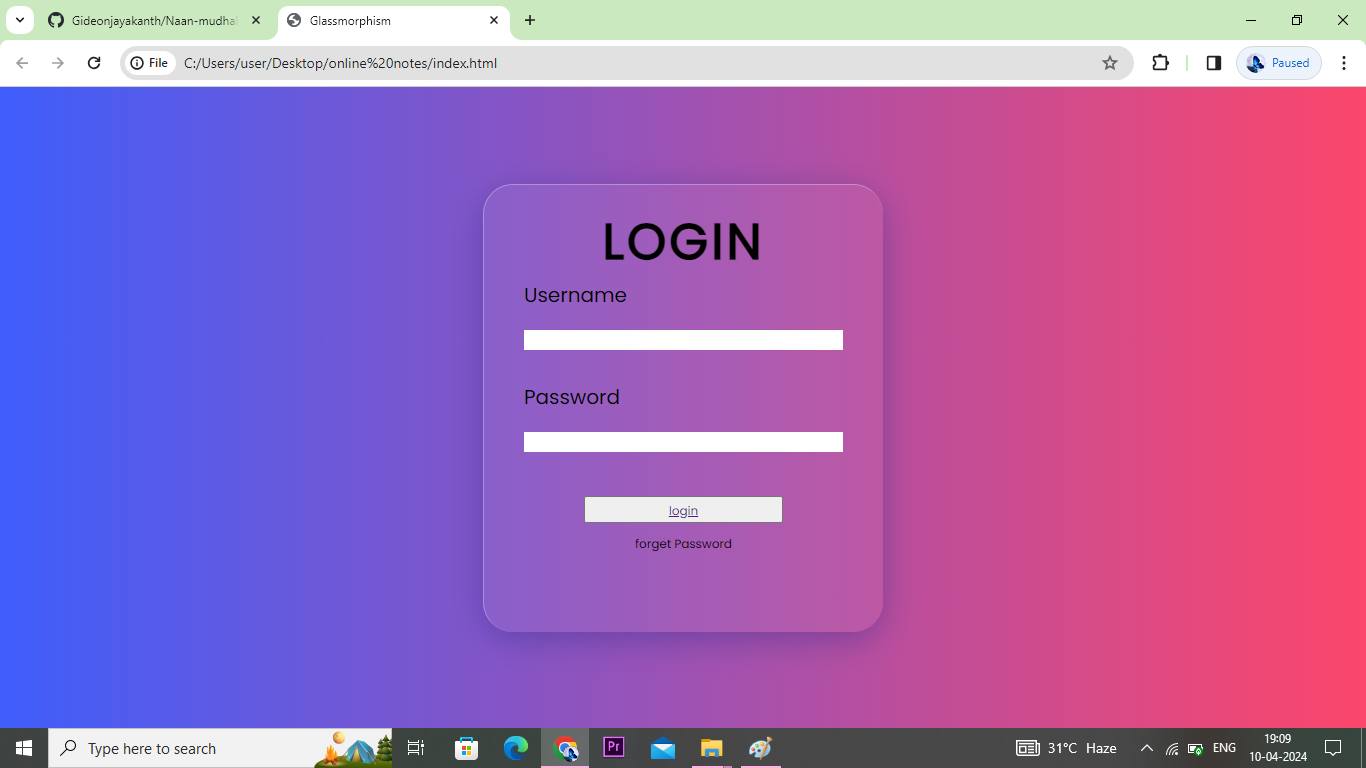 Gideonjayakanth/Naan-mudhal
Glassmorphism
File
C:/Users/user/Desktop/online%20notes/index.html
Paused
LOGIN
Username
Password
login
forget Password
Type here to search
Pr
31°C Haze
ENG
19:09
10-04-2024